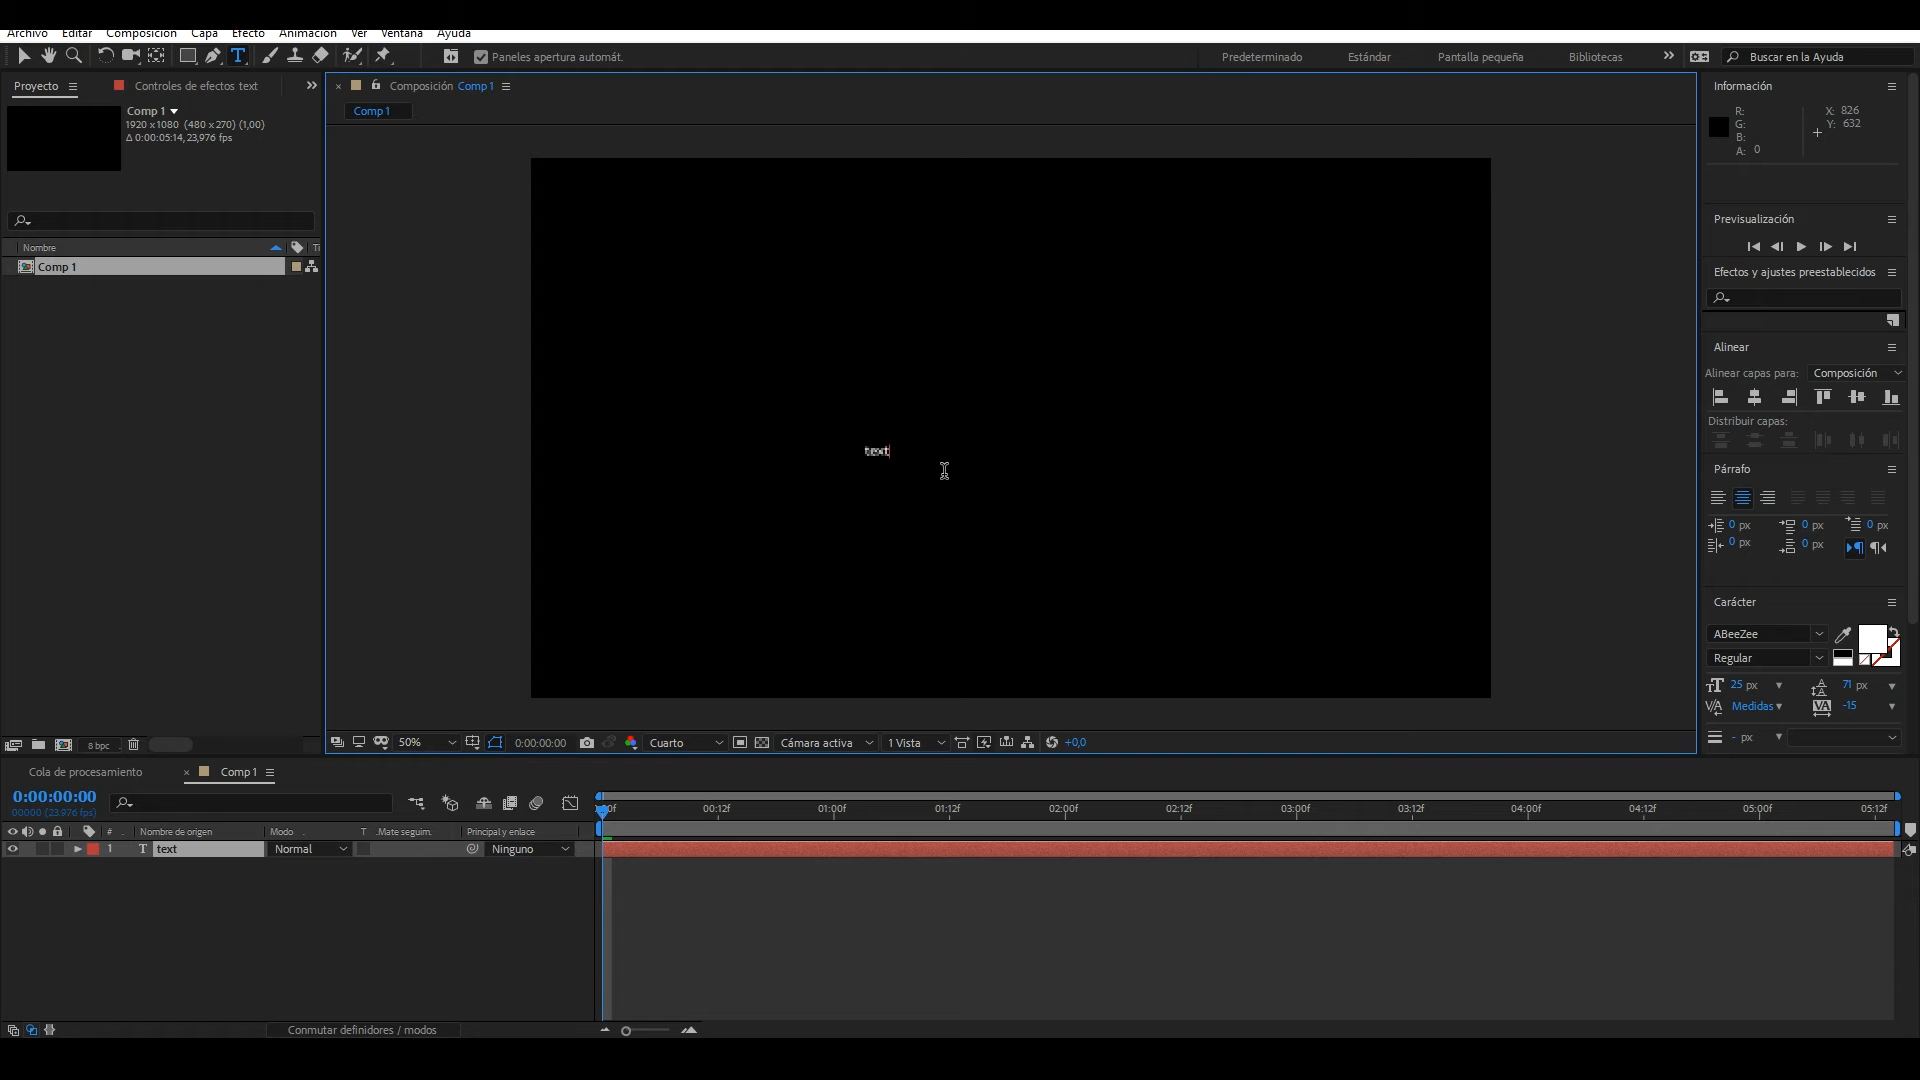 Archivo Editar Composición Capa Efecto Animación Ver Ventana Ayuda
Paneles apertura automát.
Predeterminado Estándar Pantalla pequeña Bibliotecas
Buscar en la Ayuda
Proyecto
Controles de efectos text
Comp 1
1920 x1080 (480 x 270) (1,00)
Δ 0:00:05:14, 23,976 fps
Nombre
Ti
Comp 1
8 bpc
Composición Comp 1
Comp 1
text
50%
0:00:00:00
Cuarto
Cámara activa
1 Vista
+0,0
Información
R:
G:
B:
A: 0
X: 826
Y: 632
Previsualización
Efectos y ajustes preestablecidos
Alinear
Alinear capas para: Composición
Distribuir capas:
Párrafo
0 px 0 px 0 px
0 px 0 px
Carácter
ABeeZee
Regular
25 px 71 px
Medidas -15
- px
Cola de procesamiento
Comp 1
0:00:00:00
00000 (23.976 fps)
# Nombre de origen Modo T .Mate seguim. Principal y enlace
1 T text Normal Ninguno
00f 00:12f 01:00f 01:12f 02:00f 02:12f 03:00f 03:12f 04:00f 04:12f 05:00f 05:12f
Conmutar definidores / modos